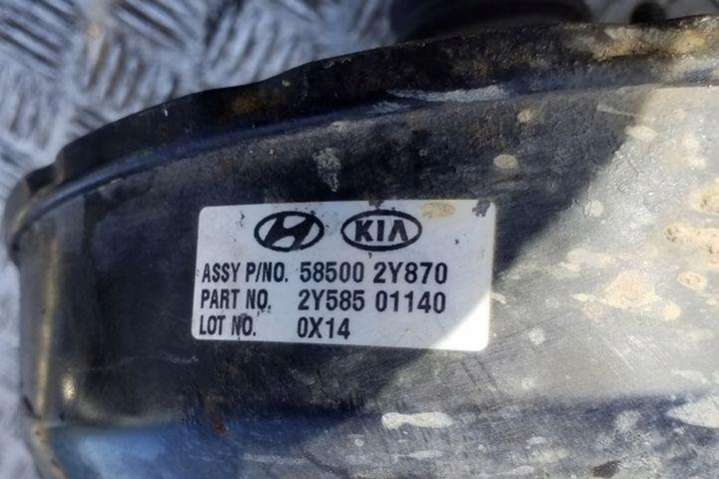 KIA
ASSY P/NO. 58500 2Y870
PART NO. 2Y585 01140
LOT NO. 0X14